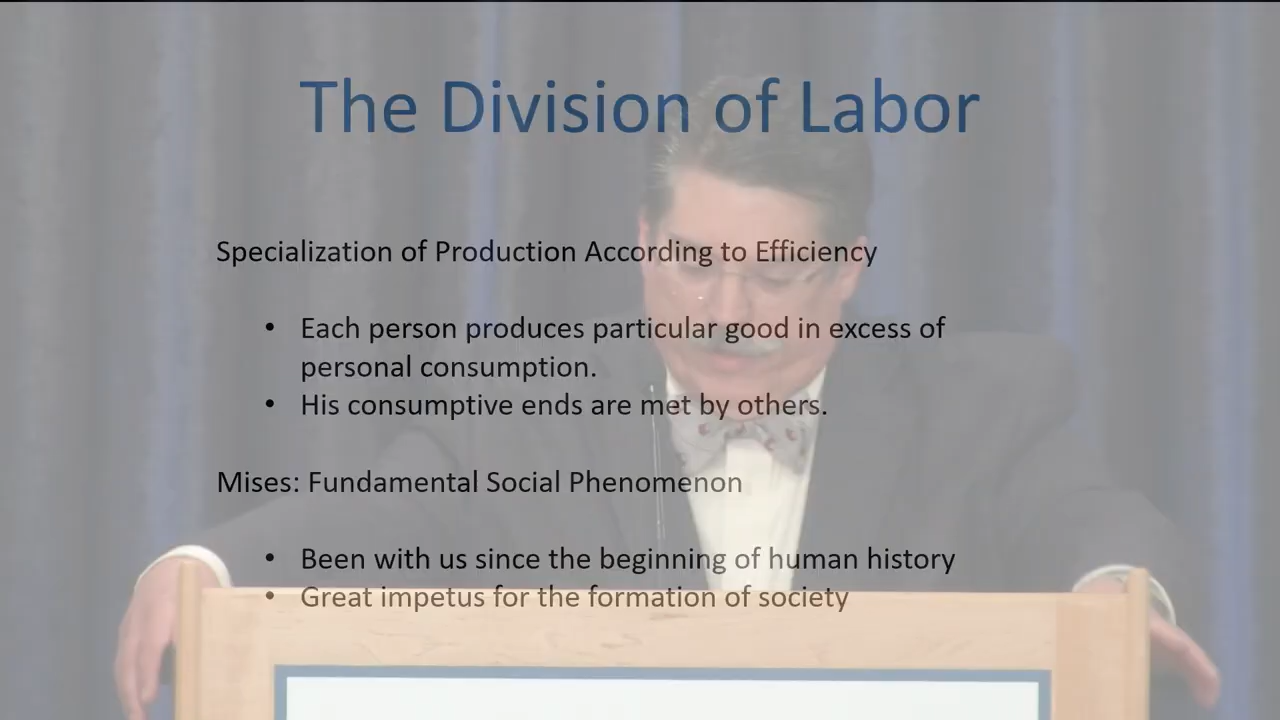 The Division of Labor
Specialization of Production According to Efficiency
• Each person produces particular good in excess of
personal consumption.
• His consumptive ends are met by others.
Mises: Fundamental Social Phenomenon
• Been with us since the beginning of human history
• Great impetus for the formation of society